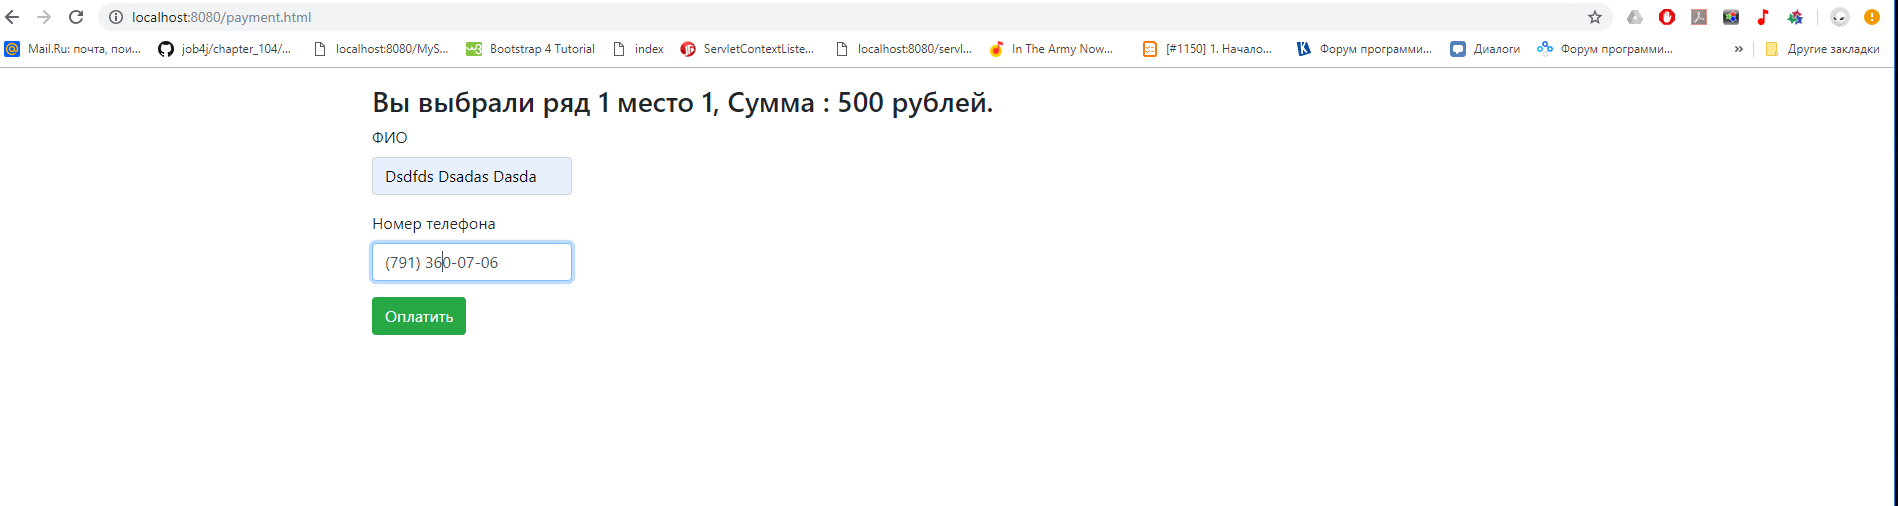 localhost:8080/payment.html
Mail.Ru: почта, пои... job4j/chapter_104/... localhost:8080/MyS... Bootstrap 4 Tutorial index ServletContextListe... localhost:8080/servl... In The Army Now... [#1150] 1. Начало... Форум программи... Диалоги Форум программи... » Другие закладки
Вы выбрали ряд 1 место 1, Сумма : 500 рублей.
ФИО
Dsdfds Dsadas Dasda
Номер телефона
(791) 360-07-06
Оплатить